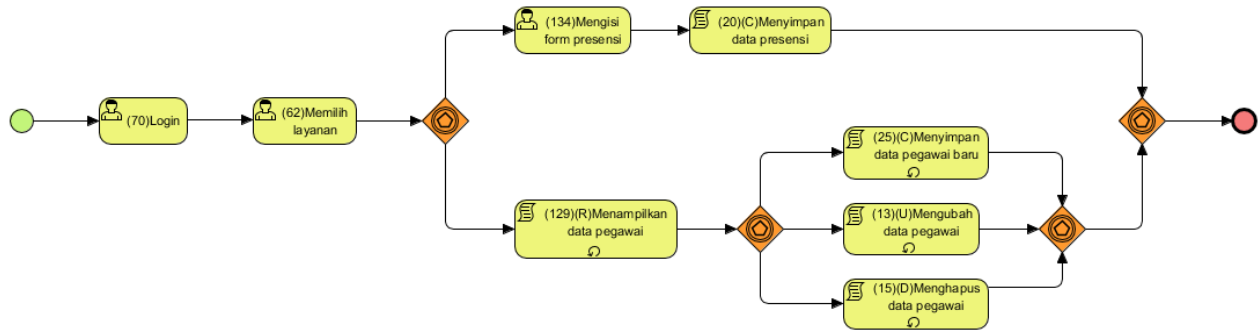 (134)Mengisi
form presensi
(20)(C)Menyimpan
data presensi
(70)Login
(62)Memilih
layanan
(25)(C)Menyimpan
data pegawai baru
(129)(R)Menampilkan
data pegawai
(13)(U)Mengubah
data pegawai
(15)(D)Menghapus
data pegawai